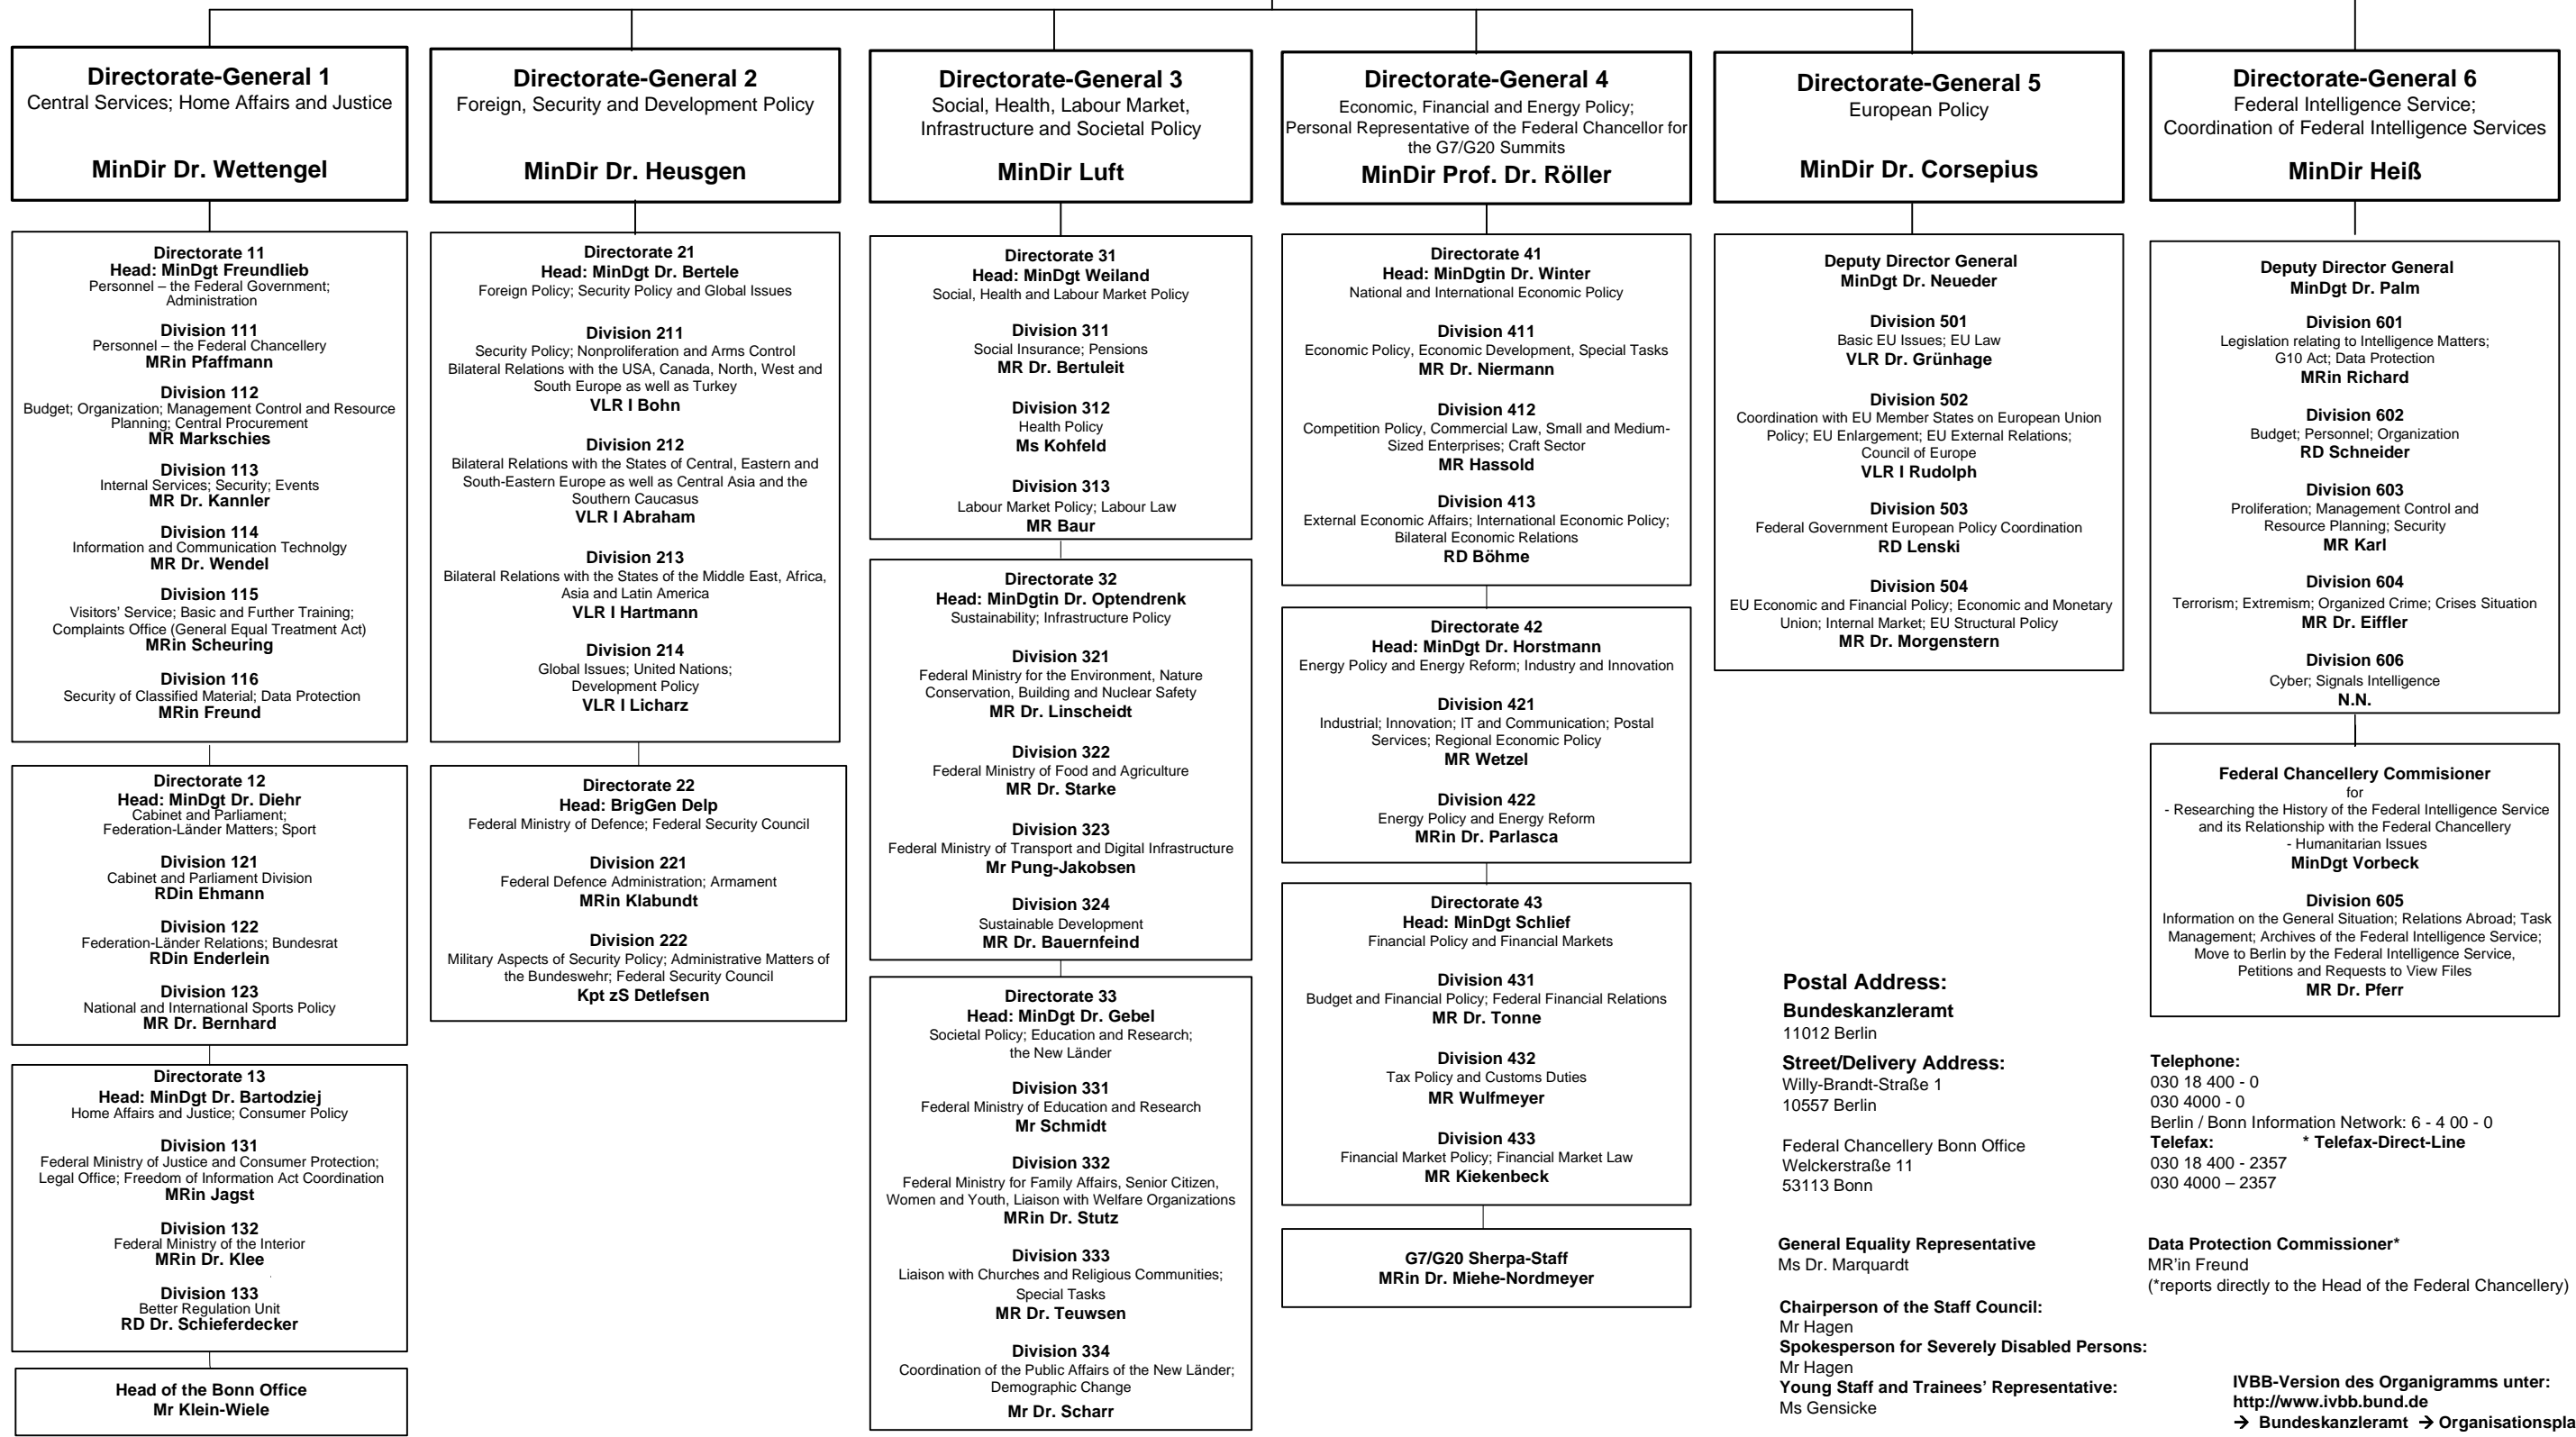 Directorate-General 1
Central Services; Home Affairs and Justice
MinDir Dr. Wettengel
Directorate 11
Head: MinDgt Freundlieb
Personnel – the Federal Government;
Administration
Division 111
Personnel – the Federal Chancellery
MRin Pfaffmann
Division 112
Budget; Organization; Management Control and Resource
Planning; Central Procurement
MR Markschies
Division 113
Internal Services; Security; Events
MR Dr. Kannler
Division 114
Information and Communication Technolgy
MR Dr. Wendel
Division 115
Visitors' Service; Basic and Further Training;
Complaints Office (General Equal Treatment Act)
MRin Scheuring
Division 116
Security of Classified Material; Data Protection
MRin Freund
Directorate 12
Head: MinDgt Dr. Diehr
Cabinet and Parliament;
Federation-Länder Matters; Sport
Division 121
Cabinet and Parliament Division
RDin Ehmann
Division 122
Federation-Länder Relations; Bundesrat
RDin Enderlein
Division 123
National and International Sports Policy
MR Dr. Bernhard
Directorate 13
Head: MinDgt Dr. Bartodziej
Home Affairs and Justice; Consumer Policy
Division 131
Federal Ministry of Justice and Consumer Protection;
Legal Office; Freedom of Information Act Coordination
MRin Jagst
Division 132
Federal Ministry of the Interior
MRin Dr. Klee
Division 133
Better Regulation Unit
RD Dr. Schieferdecker
Head of the Bonn Office
Mr Klein-Wiele
Directorate-General 2
Foreign, Security and Development Policy
MinDir Dr. Heusgen
Directorate 21
Head: MinDgt Dr. Bertele
Foreign Policy; Security Policy and Global Issues
Division 211
Security Policy; Nonproliferation and Arms Control
Bilateral Relations with the USA, Canada, North, West and
South Europe as well as Turkey
VLR I Bohn
Division 212
Bilateral Relations with the States of Central, Eastern and
South-Eastern Europe as well as Central Asia and the
Southern Caucasus
VLR I Abraham
Division 213
Bilateral Relations with the States of the Middle East, Africa,
Asia and Latin America
VLR I Hartmann
Division 214
Global Issues; United Nations;
Development Policy
VLR I Licharz
Directorate 22
Head: BrigGen Delp
Federal Ministry of Defence; Federal Security Council
Division 221
Federal Defence Administration; Armament
MRin Klabundt
Division 222
Military Aspects of Security Policy; Administrative Matters of
the Bundeswehr; Federal Security Council
Kpt zS Detlefsen
Directorate-General 3
Social, Health, Labour Market,
Infrastructure and Societal Policy
MinDir Luft
Directorate 31
Head: MinDgt Weiland
Social, Health and Labour Market Policy
Division 311
Social Insurance; Pensions
MR Dr. Bertuleit
Division 312
Health Policy
Ms Kohfeld
Division 313
Labour Market Policy; Labour Law
MR Baur
Directorate 32
Head: MinDgtin Dr. Optendrenk
Sustainability; Infrastructure Policy
Division 321
Federal Ministry for the Environment, Nature
Conservation, Building and Nuclear Safety
MR Dr. Linscheidt
Division 322
Federal Ministry of Food and Agriculture
MR Dr. Starke
Division 323
Federal Ministry of Transport and Digital Infrastructure
Mr Pung-Jakobsen
Division 324
Sustainable Development
MR Dr. Bauernfeind
Directorate 33
Head: MinDgt Dr. Gebel
Societal Policy; Education and Research;
the New Länder
Division 331
Federal Ministry of Education and Research
Mr Schmidt
Division 332
Federal Ministry for Family Affairs, Senior Citizen,
Women and Youth, Liaison with Welfare Organizations
MRin Dr. Stutz
Division 333
Liaison with Churches and Religious Communities;
Special Tasks
MR Dr. Teuwsen
Division 334
Coordination of the Public Affairs of the New Länder;
Demographic Change
Mr Dr. Scharr
Directorate-General 4
Economic, Financial and Energy Policy;
Personal Representative of the Federal Chancellor for
the G7/G20 Summits
MinDir Prof. Dr. Röller
Directorate 41
Head: MinDgtin Dr. Winter
National and International Economic Policy
Division 411
Economic Policy, Economic Development, Special Tasks
MR Dr. Niermann
Division 412
Competition Policy, Commercial Law, Small and Medium-
Sized Enterprises; Craft Sector
MR Hassold
Division 413
External Economic Affairs; International Economic Policy;
Bilateral Economic Relations
RD Böhme
Directorate 42
Head: MinDgt Dr. Horstmann
Energy Policy and Energy Reform; Industry and Innovation
Division 421
Industrial; Innovation; IT and Communication; Postal
Services; Regional Economic Policy
MR Wetzel
Division 422
Energy Policy and Energy Reform
MRin Dr. Parlasca
Directorate 43
Head: MinDgt Schlief
Financial Policy and Financial Markets
Division 431
Budget and Financial Policy; Federal Financial Relations
MR Dr. Tonne
Division 432
Tax Policy and Customs Duties
MR Wulfmeyer
Division 433
Financial Market Policy; Financial Market Law
MR Kiekenbeck
G7/G20 Sherpa-Staff
MRin Dr. Miehe-Nordmeyer
Directorate-General 5
European Policy
MinDir Dr. Corsepius
Deputy Director General
MinDgt Dr. Neueder
Division 501
Basic EU Issues; EU Law
VLR Dr. Grünhage
Division 502
Coordination with EU Member States on European Union
Policy; EU Enlargement; EU External Relations;
Council of Europe
VLR I Rudolph
Division 503
Federal Government European Policy Coordination
RD Lenski
Division 504
EU Economic and Financial Policy; Economic and Monetary
Union; Internal Market; EU Structural Policy
MR Dr. Morgenstern
Directorate-General 6
Federal Intelligence Service;
Coordination of Federal Intelligence Services
MinDir Heiß
Deputy Director General
MinDgt Dr. Palm
Division 601
Legislation relating to Intelligence Matters;
G10 Act; Data Protection
MRin Richard
Division 602
Budget; Personnel; Organization
RD Schneider
Division 603
Proliferation; Management Control and
Resource Planning; Security
MR Karl
Division 604
Terrorism; Extremism; Organized Crime; Crises Situation
MR Dr. Eiffler
Division 606
Cyber; Signals Intelligence
N.N.
Federal Chancellery Commisioner
for
- Researching the History of the Federal Intelligence Service
and its Relationship with the Federal Chancellery
- Humanitarian Issues
MinDgt Vorbeck
Division 605
Information on the General Situation; Relations Abroad; Task
Management; Archives of the Federal Intelligence Service;
Move to Berlin by the Federal Intelligence Service,
Petitions and Requests to View Files
MR Dr. Pferr
Postal Address:
Bundeskanzleramt
11012 Berlin
Street/Delivery Address:
Willy-Brandt-Straße 1
10557 Berlin
Federal Chancellery Bonn Office
Welckerstraße 11
53113 Bonn
Telephone:
030 18 400 - 0
030 4000 - 0
Berlin / Bonn Information Network: 6 - 4 00 - 0
Telefax: * Telefax-Direct-Line
030 18 400 - 2357
030 4000 – 2357
General Equality Representative
Ms Dr. Marquardt
Chairperson of the Staff Council:
Mr Hagen
Spokesperson for Severely Disabled Persons:
Mr Hagen
Young Staff and Trainees' Representative:
Ms Gensicke
Data Protection Commissioner*
MR'in Freund
(*reports directly to the Head of the Federal Chancellery)
IVBB-Version des Organigramms unter:
http://www.ivbb.bund.de
→ Bundeskanzleramt → Organisationspla